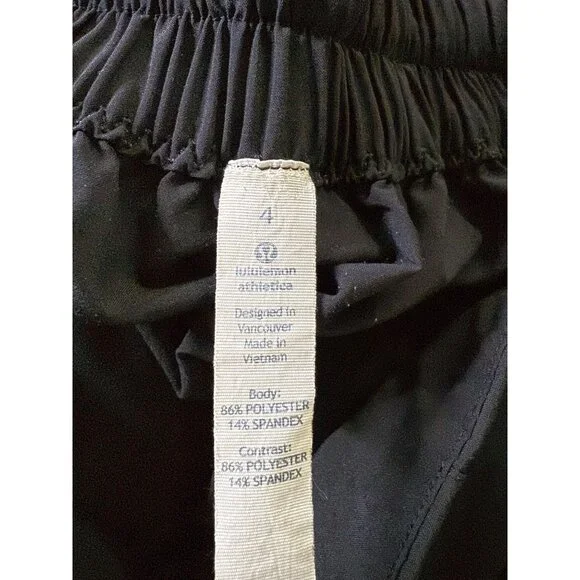 4
lululemon
athletica
Designed in
Vancouver
Made in
Vietnam
Body:
86% POLYESTER
14% SPANDEX
Contrast:
86% POLYESTER
14% SPANDEX